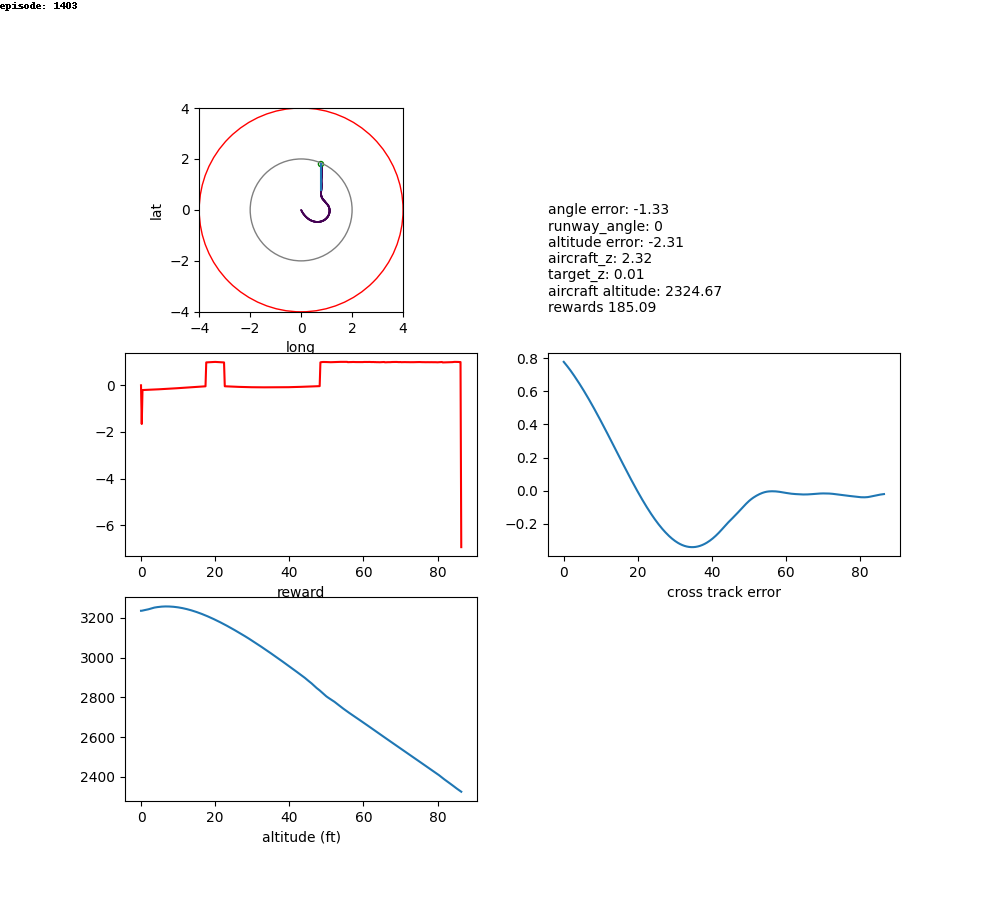 episode: 1403
4
2
0
−2
−4
lat
−4 −2 0 2 4
long
angle error: -1.33
runway_angle: 0
altitude error: -2.31
aircraft_z: 2.32
target_z: 0.01
aircraft altitude: 2324.67
rewards 185.09
0
−2
−4
−6
0 20 40 60 80
reward
0.8
0.6
0.4
0.2
0.0
−0.2
0 20 40 60 80
cross track error
3200
3000
2800
2600
2400
0 20 40 60 80
altitude (ft)